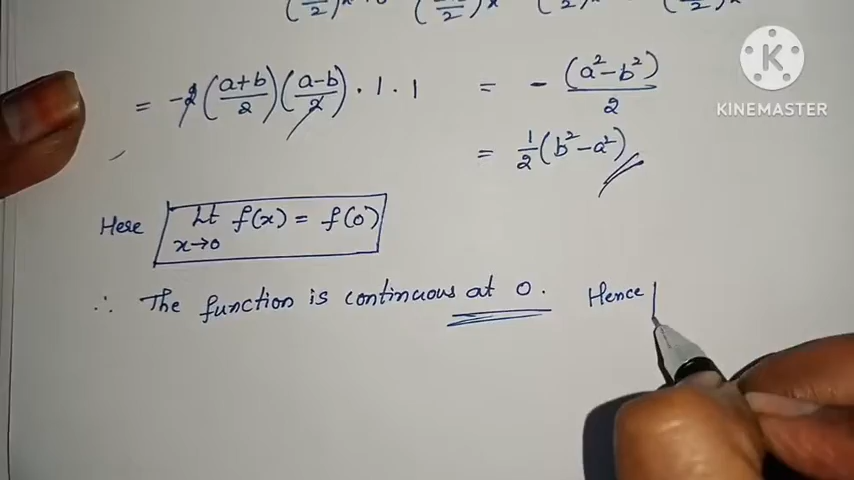 = -2 ((a+b)/2) ((a-b)/2) · 1 · 1 = - (a²-b²)/2
= 1/2 (b²-a²)
Here Lt x→0 f(x) = f(0)
∴ The function is continuous at 0. Hence
KINEMASTER